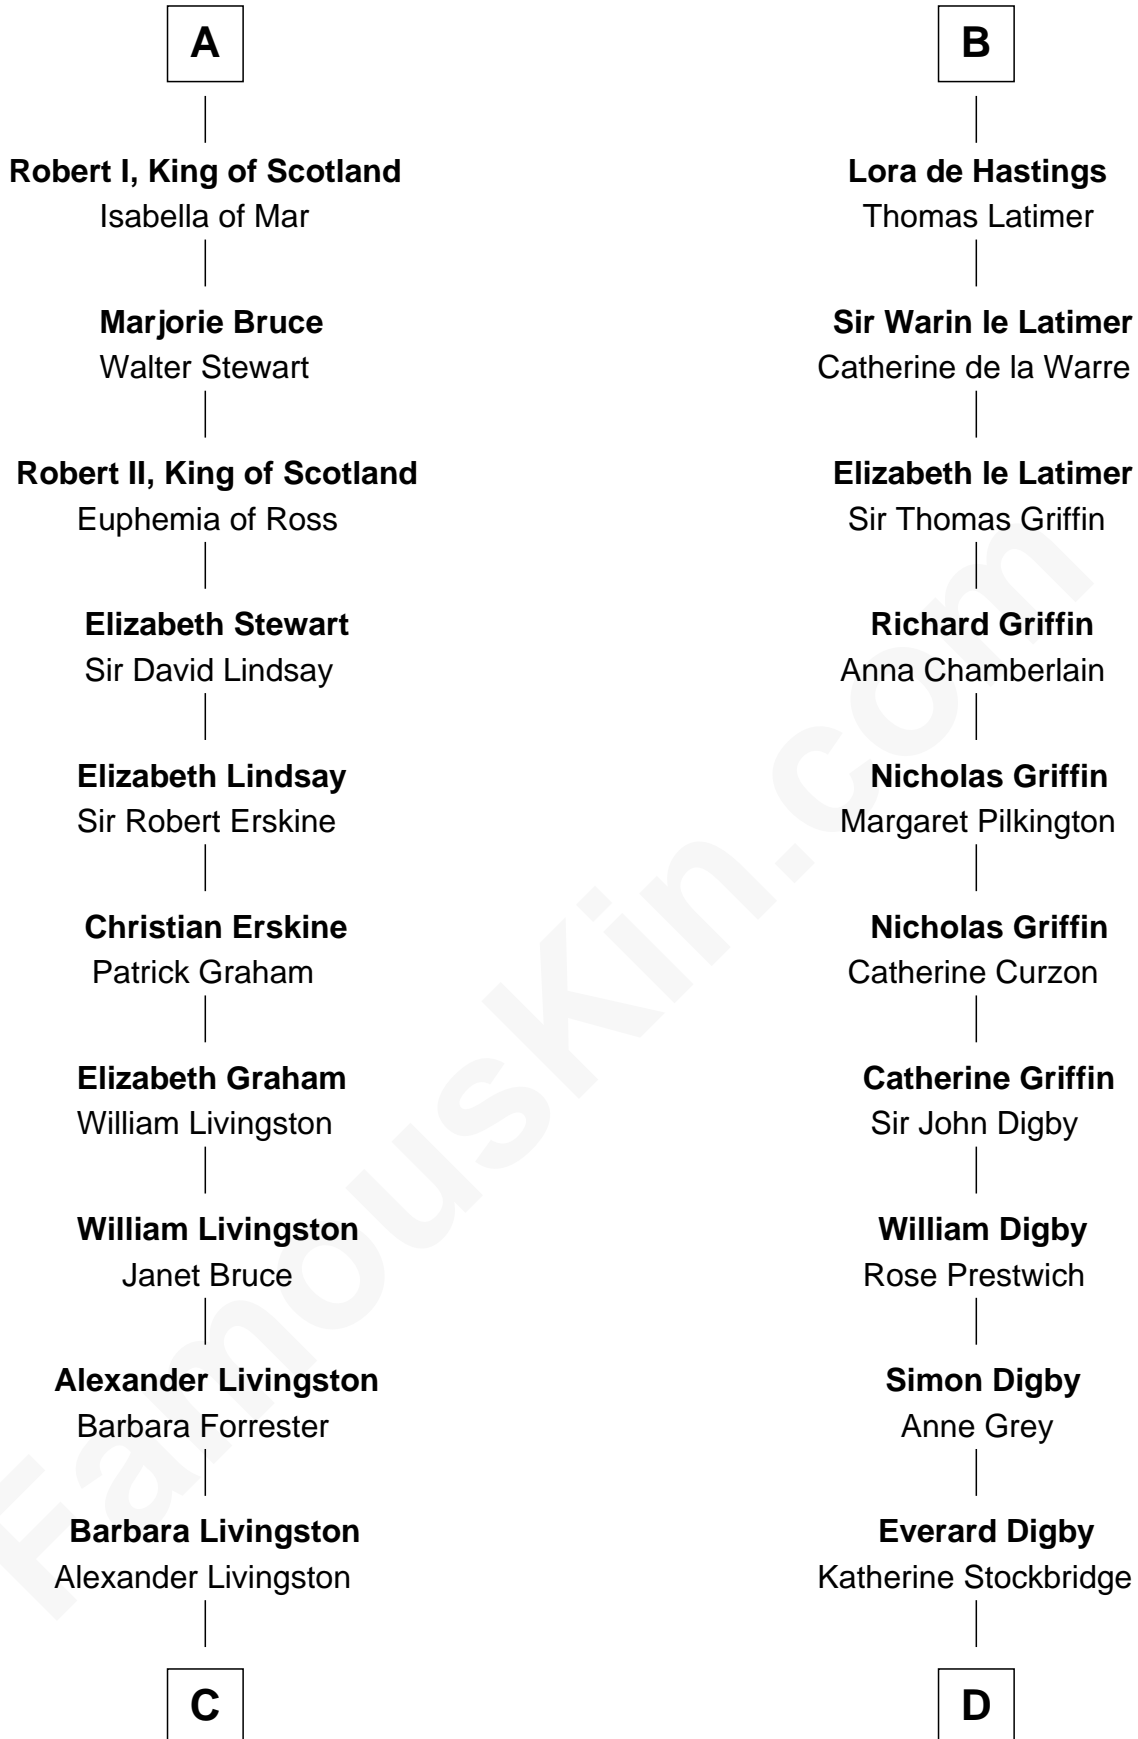 A
Robert I, King of Scotland
Isabella of Mar
Marjorie Bruce
Walter Stewart
Robert II, King of Scotland
Euphemia of Ross
Elizabeth Stewart
Sir David Lindsay
Elizabeth Lindsay
Sir Robert Erskine
Christian Erskine
Patrick Graham
Elizabeth Graham
William Livingston
William Livingston
Janet Bruce
Alexander Livingston
Barbara Forrester
Barbara Livingston
Alexander Livingston
C
B
Lora de Hastings
Thomas Latimer
Sir Warin le Latimer
Catherine de la Warre
Elizabeth le Latimer
Sir Thomas Griffin
Richard Griffin
Anna Chamberlain
Nicholas Griffin
Margaret Pilkington
Nicholas Griffin
Catherine Curzon
Catherine Griffin
Sir John Digby
William Digby
Rose Prestwich
Simon Digby
Anne Grey
Everard Digby
Katherine Stockbridge
D
FamousKin.com